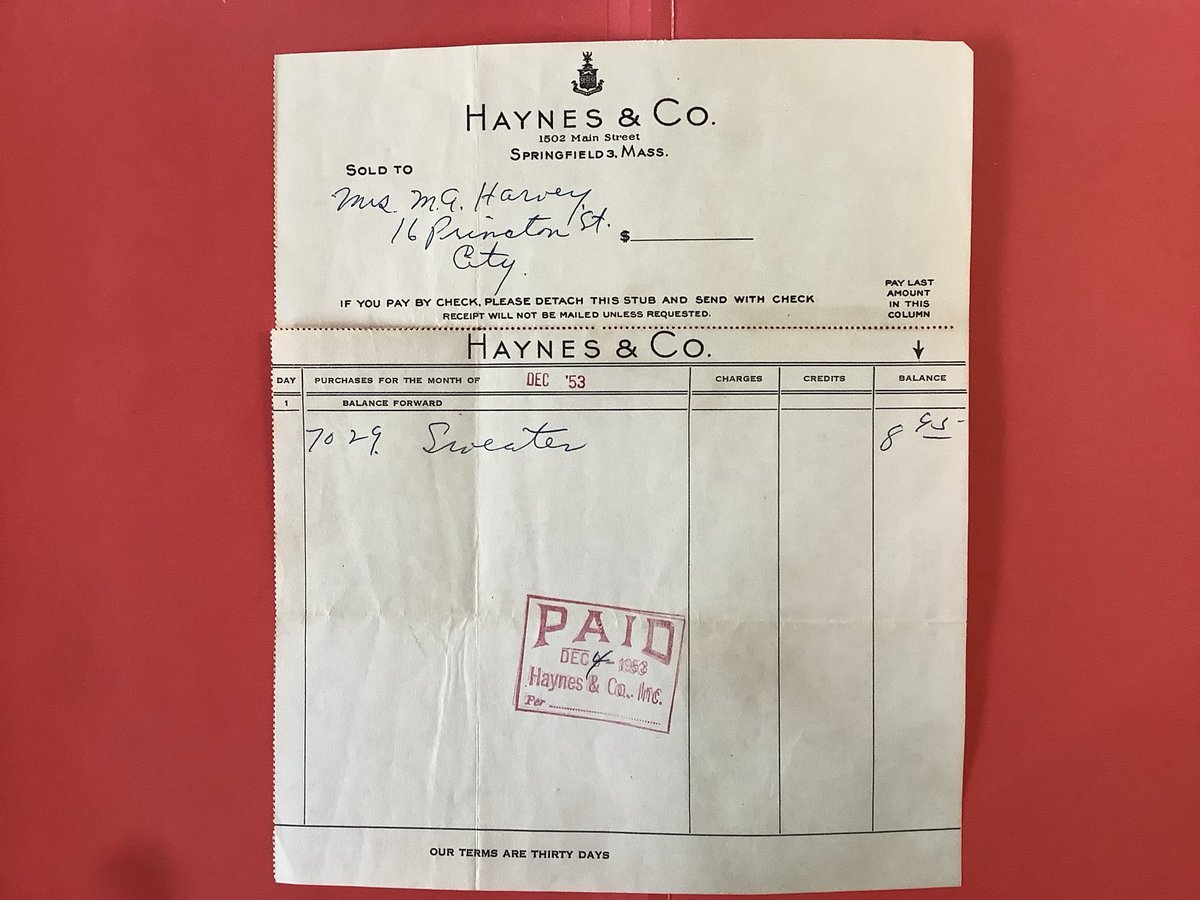 HAYNES & CO.
1502 Main Street
SPRINGFIELD 3, MASS.
SOLD TO
Mrs. M.A. Harvey
16 Princton St.
$
City.
IF YOU PAY BY CHECK, PLEASE DETACH THIS STUB AND SEND WITH CHECK
RECEIPT WILL NOT BE MAILED UNLESS REQUESTED.
PAY LAST
AMOUNT
IN THIS
COLUMN
HAYNES & CO.
DAY PURCHASES FOR THE MONTH OF DEC '53 CHARGES CREDITS BALANCE
1 BALANCE FORWARD
7029. Sweater 8 95
PAID
DEC 4 1953
Haynes & Co., Inc.
Per
OUR TERMS ARE THIRTY DAYS